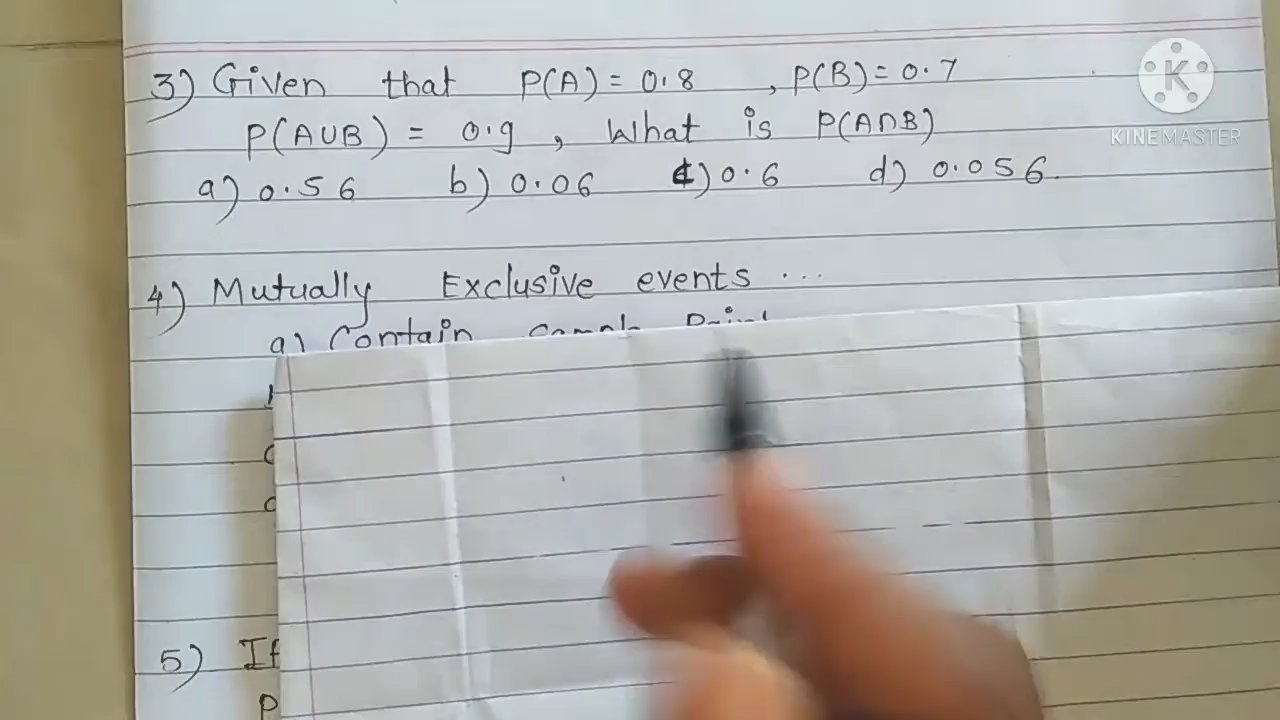 3) Given that P(A) = 0.8 , P(B) = 0.7
P(A∪B) = 0.9 , What is P(A∩B)
a) 0.56 b) 0.06 c) 0.6 d) 0.056.
4) Mutually Exclusive events ...
a) Contain
5) If
P
K
KINEMASTER